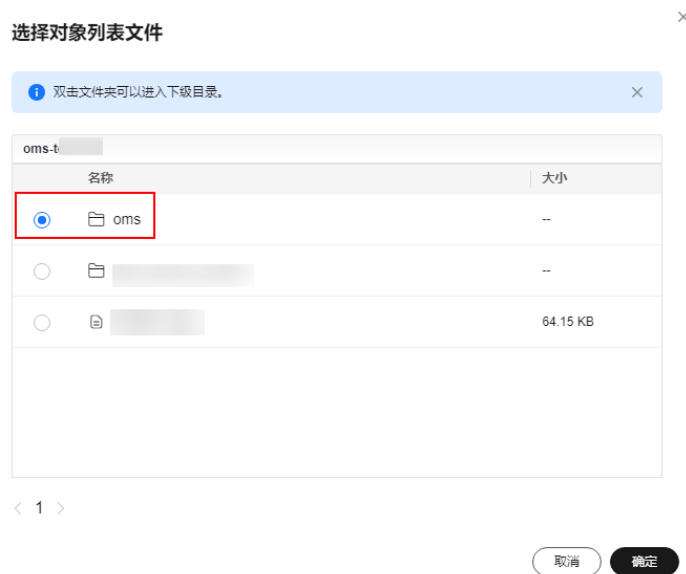 选择对象列表文件
双击文件夹可以进入下级目录。
oms-t
名称 大小
oms --
--
64.15 KB
1
取消 确定